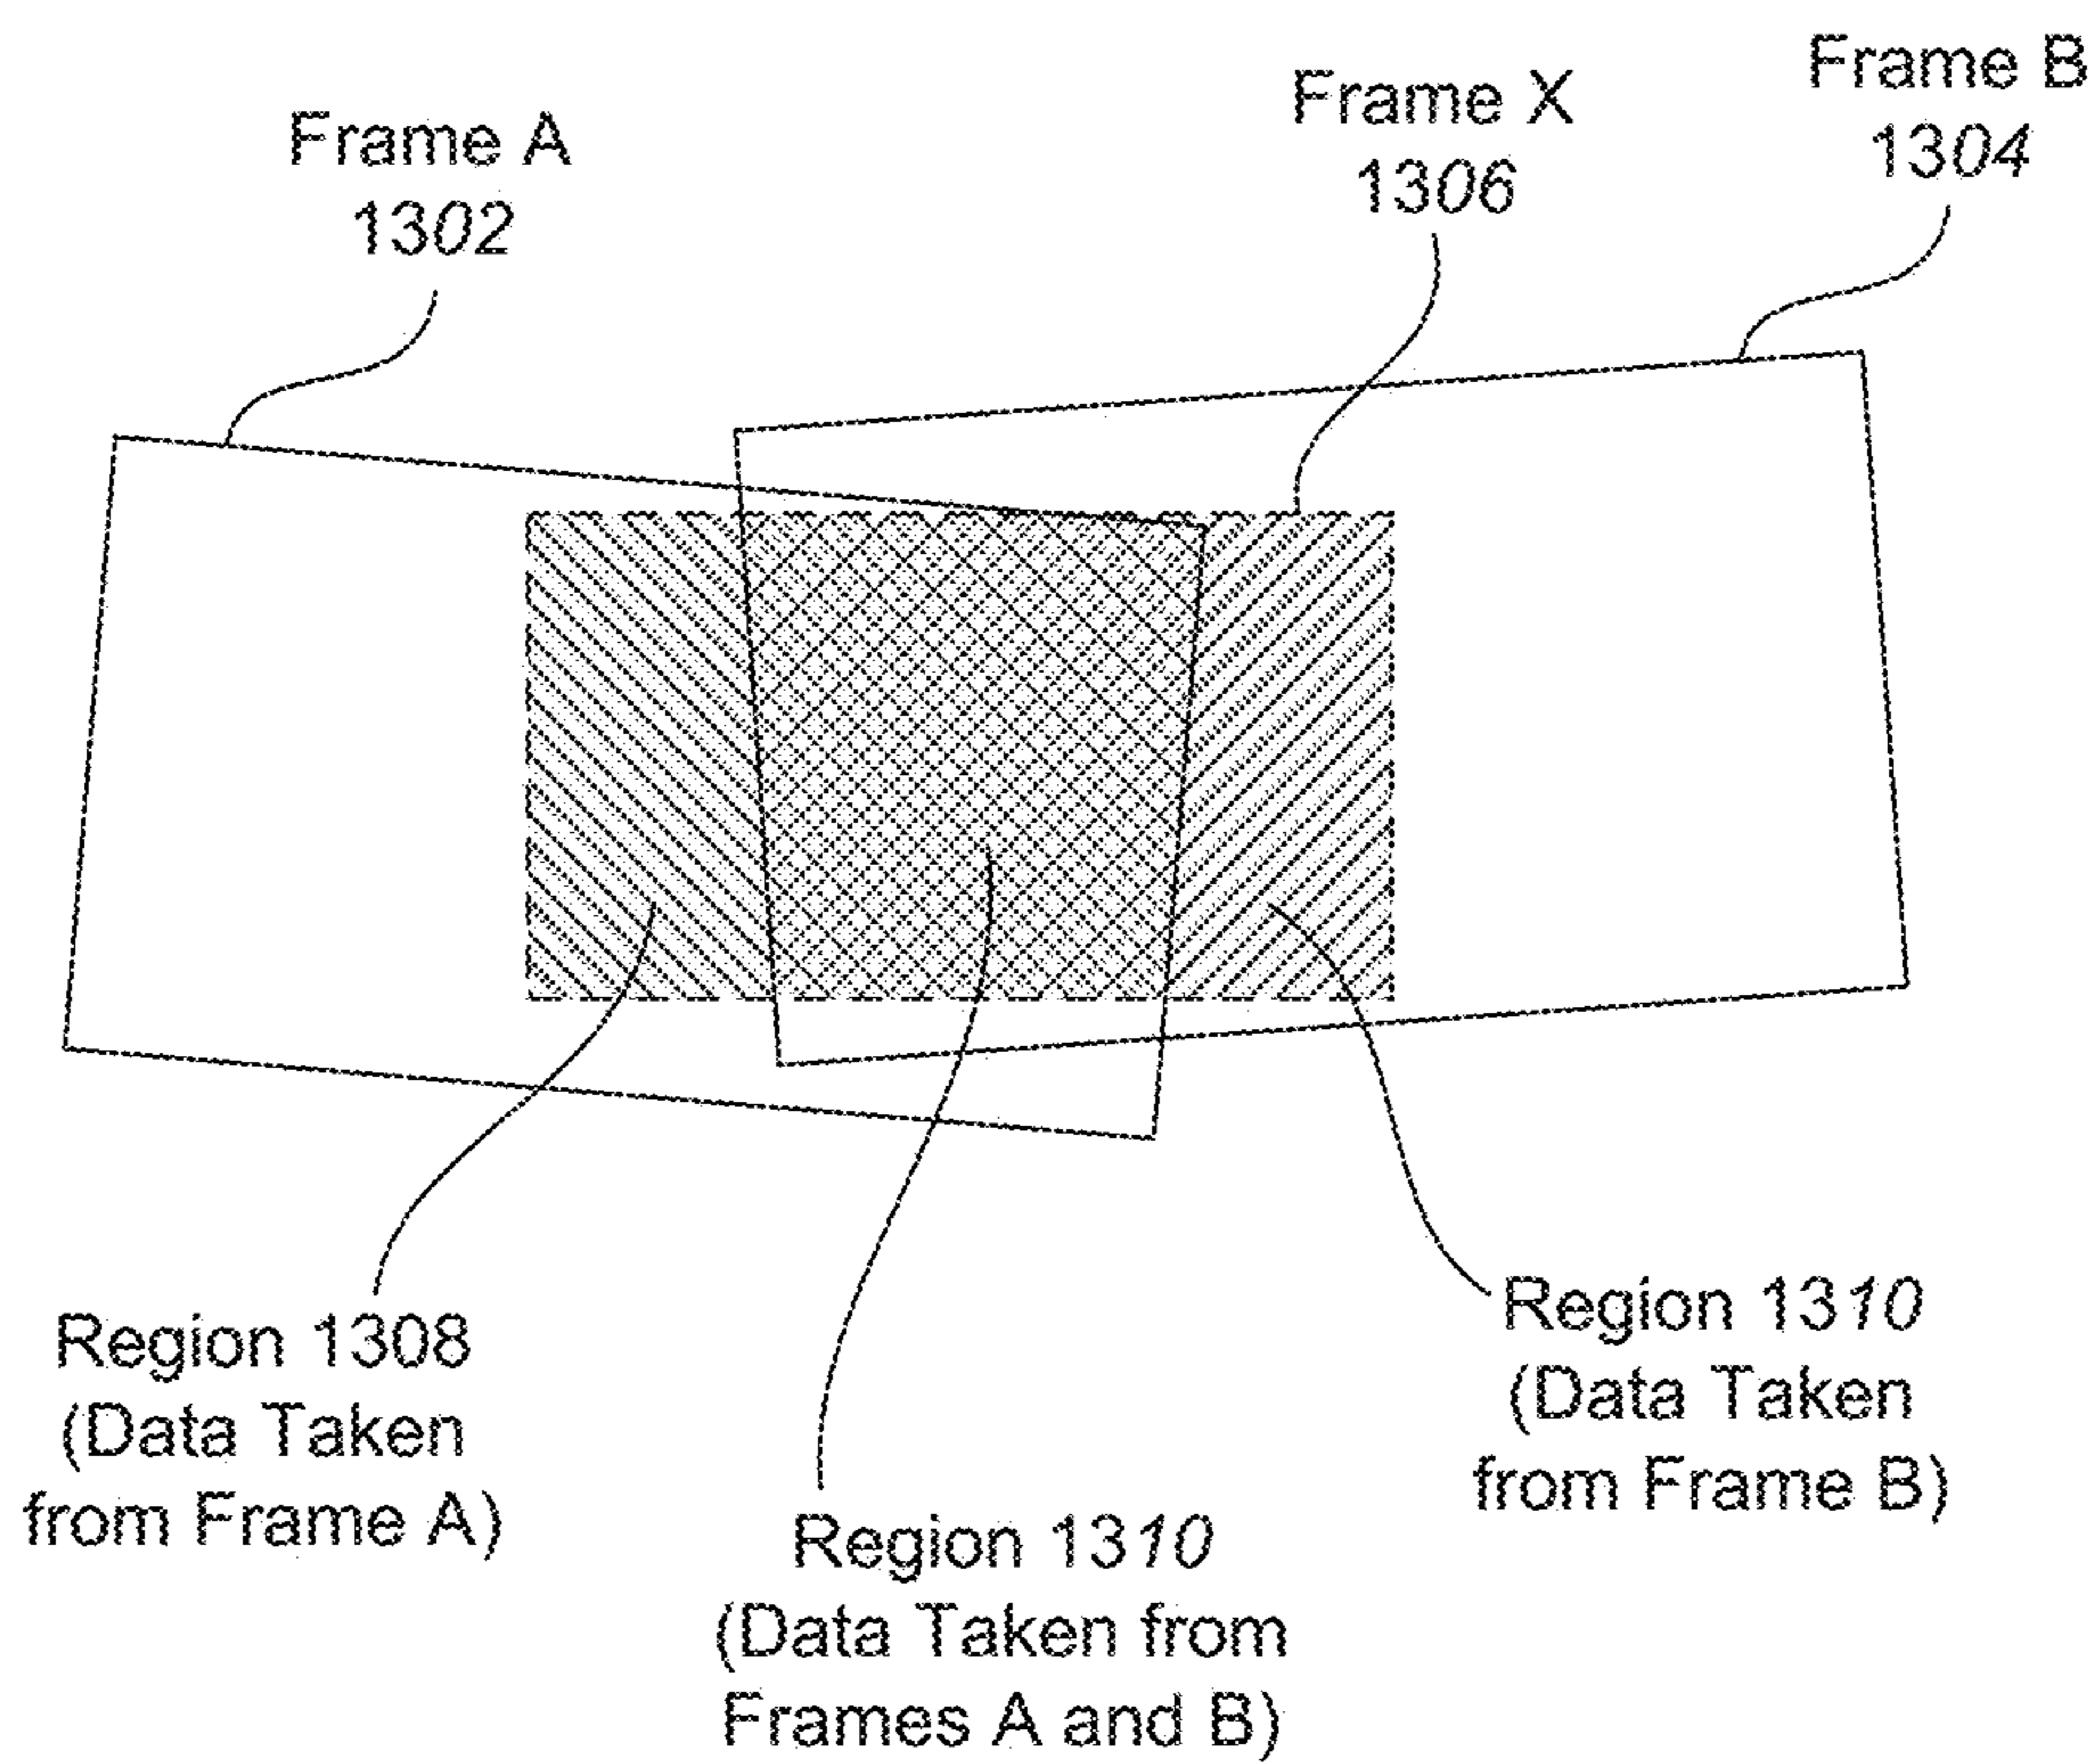 Frame A
1302
Frame X
1306
Frame B
1304
Region 1308
(Data Taken
from Frame A)
Region 1310
(Data Taken from
Frames A and B)
Region 1310
(Data Taken
from Frame B)